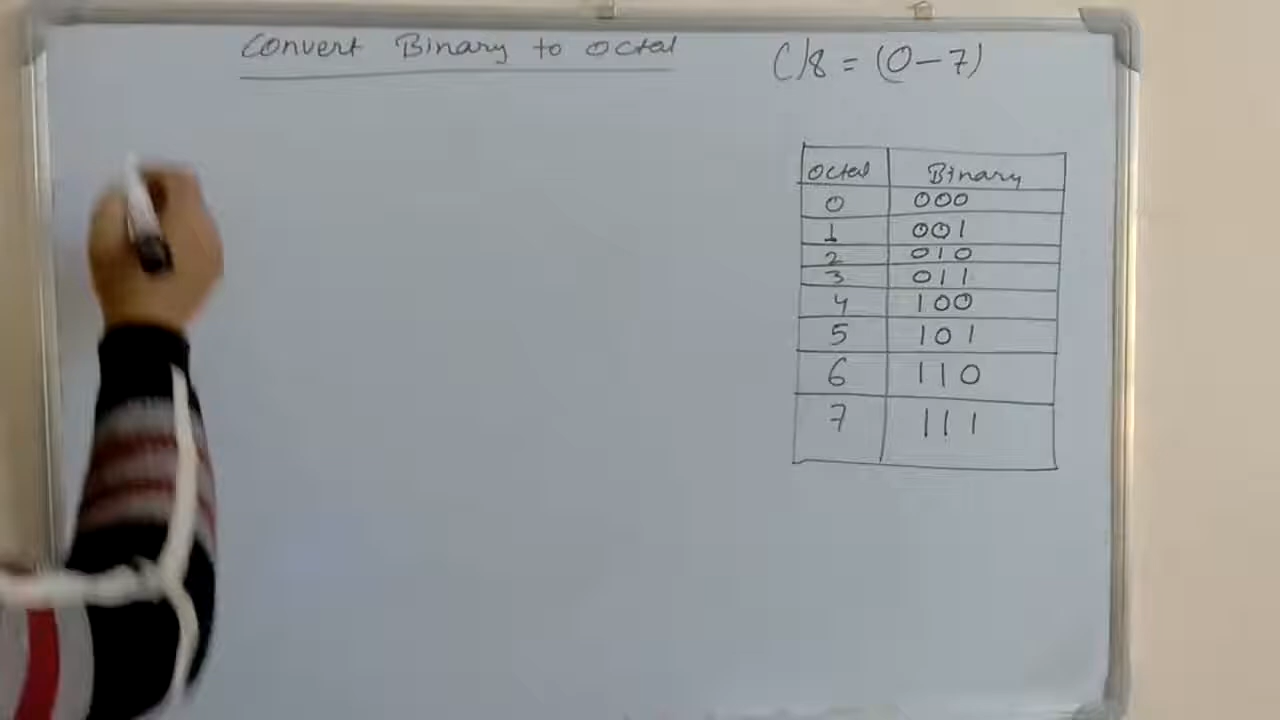 Convert Binary to Octal
()8 = (0-7)
Octal Binary
0 000
1 001
2 010
3 011
4 100
5 101
6 110
7 111